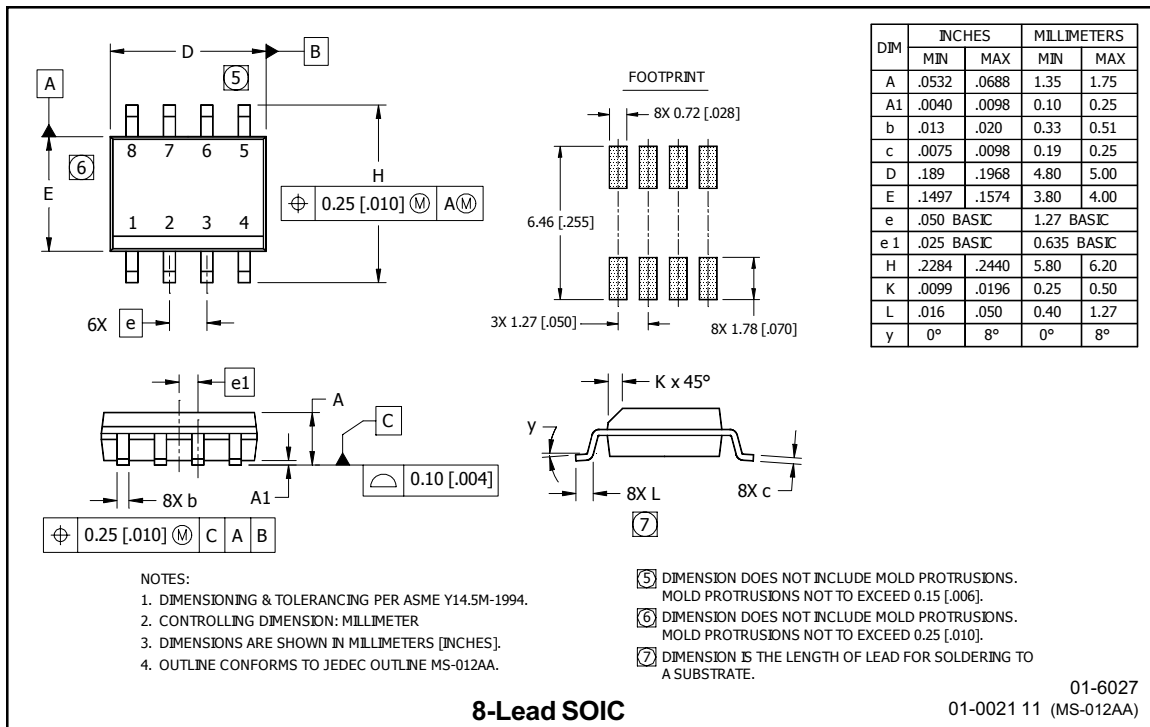 D
B
5
A
8 7 6 5
6
E
H
⌖ 0.25 [.010] Ⓜ A Ⓜ
1 2 3 4
6X e
FOOTPRINT
8X 0.72 [.028]
6.46 [.255]
3X 1.27 [.050]
8X 1.78 [.070]
DIM INCHES MILLIMETERS
MIN MAX MIN MAX
A .0532 .0688 1.35 1.75
A1 .0040 .0098 0.10 0.25
b .013 .020 0.33 0.51
c .0075 .0098 0.19 0.25
D .189 .1968 4.80 5.00
E .1497 .1574 3.80 4.00
e .050 BASIC 1.27 BASIC
e 1 .025 BASIC 0.635 BASIC
H .2284 .2440 5.80 6.20
K .0099 .0196 0.25 0.50
L .016 .050 0.40 1.27
y 0° 8° 0° 8°
e1
A
C
⌓ 0.10 [.004]
A1
8X b
⌖ 0.25 [.010] Ⓜ C A B
K x 45°
y
8X L
8X c
7
NOTES:
1. DIMENSIONING & TOLERANCING PER ASME Y14.5M-1994.
2. CONTROLLING DIMENSION: MILLIMETER
3. DIMENSIONS ARE SHOWN IN MILLIMETERS [INCHES].
4. OUTLINE CONFORMS TO JEDEC OUTLINE MS-012AA.
5 DIMENSION DOES NOT INCLUDE MOLD PROTRUSIONS.
MOLD PROTRUSIONS NOT TO EXCEED 0.15 [.006].
6 DIMENSION DOES NOT INCLUDE MOLD PROTRUSIONS.
MOLD PROTRUSIONS NOT TO EXCEED 0.25 [.010].
7 DIMENSION IS THE LENGTH OF LEAD FOR SOLDERING TO
A SUBSTRATE.
8-Lead SOIC
01-6027
01-0021 11 (MS-012AA)